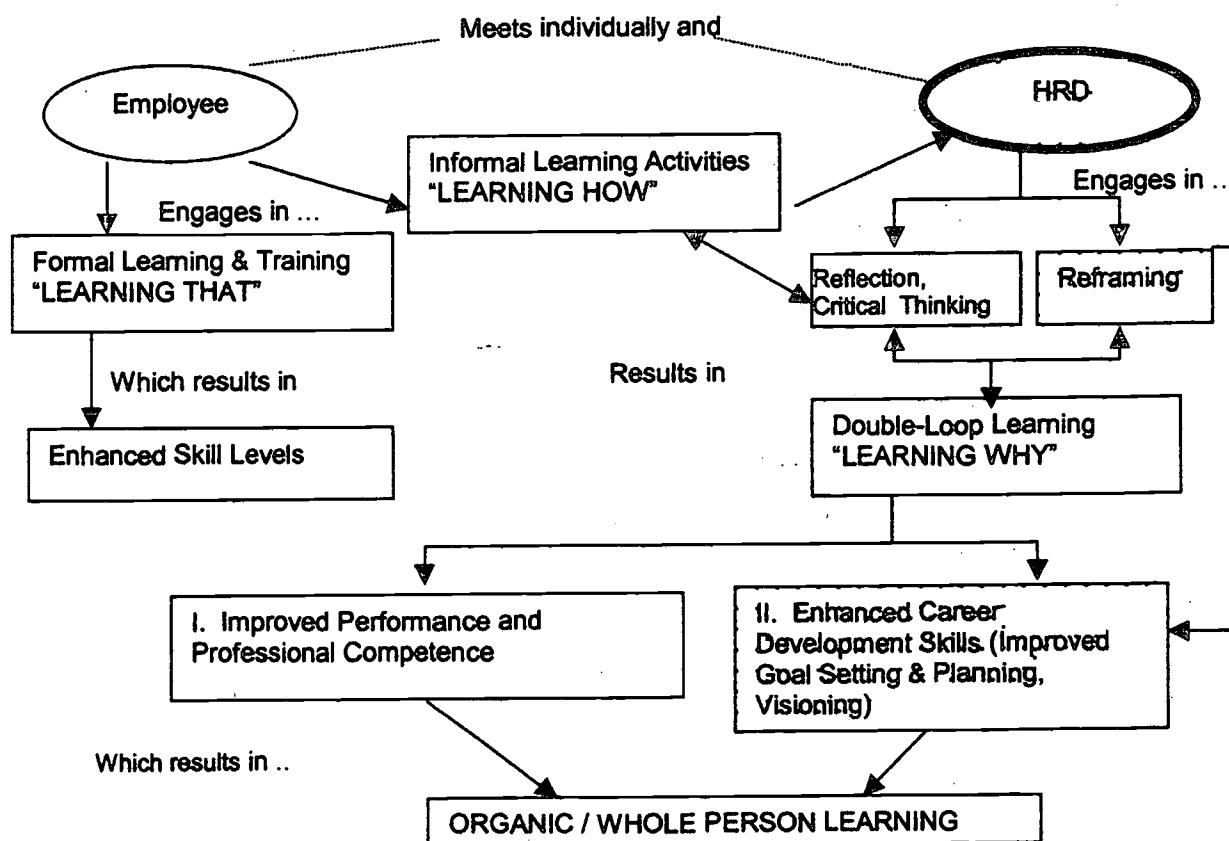 Meets individually and
Employee
HRD
Informal Learning Activities
"LEARNING HOW"
Engages in ...
Engages in ..
Formal Learning & Training
"LEARNING THAT"
Reflection,
Critical Thinking
Reframing
Which results in
Results in
Enhanced Skill Levels
Double-Loop Learning
"LEARNING WHY"
I. Improved Performance and
Professional Competence
II. Enhanced Career
Development Skills (Improved
Goal Setting & Planning,
Visioning)
Which results in ..
ORGANIC / WHOLE PERSON LEARNING